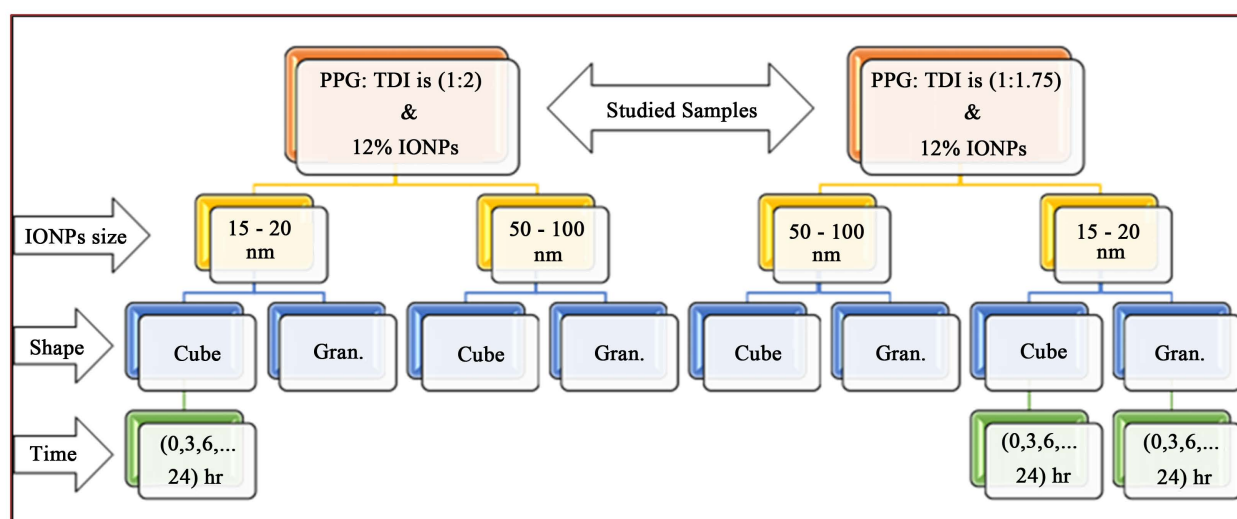 PPG: TDI is (1:2)
&
12% IONPs
Studied Samples
PPG: TDI is (1:1.75)
&
12% IONPs
IONPs size
15 - 20
nm
50 - 100
nm
50 - 100
nm
15 - 20
nm
Shape
Cube
Gran.
Cube
Gran.
Cube
Gran.
Cube
Gran.
Time
(0,3,6,...
24) hr
(0,3,6,...
24) hr
(0,3,6,...
24) hr